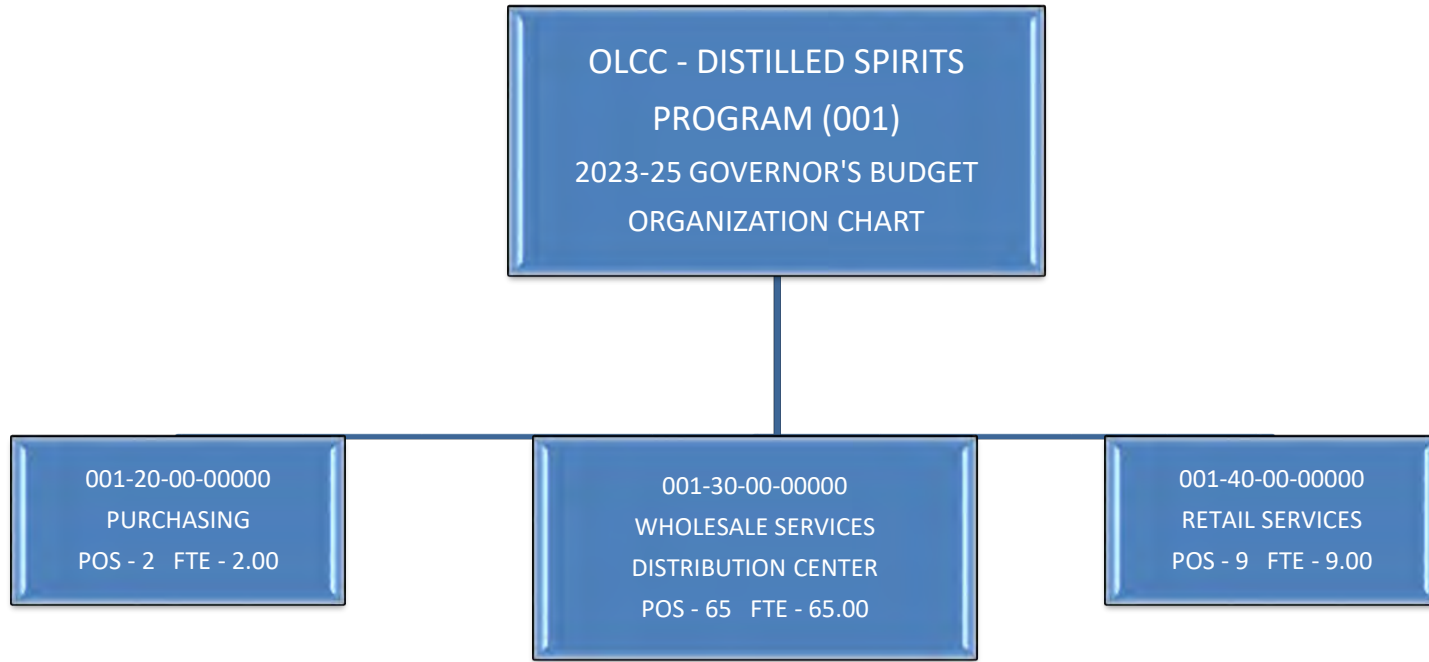 OLCC - DISTILLED SPIRITS
PROGRAM (001)
2023-25 GOVERNOR'S BUDGET
ORGANIZATION CHART
001-20-00-00000
PURCHASING
POS - 2 FTE - 2.00
001-30-00-00000
WHOLESALE SERVICES
DISTRIBUTION CENTER
POS - 65 FTE - 65.00
001-40-00-00000
RETAIL SERVICES
POS - 9 FTE - 9.00